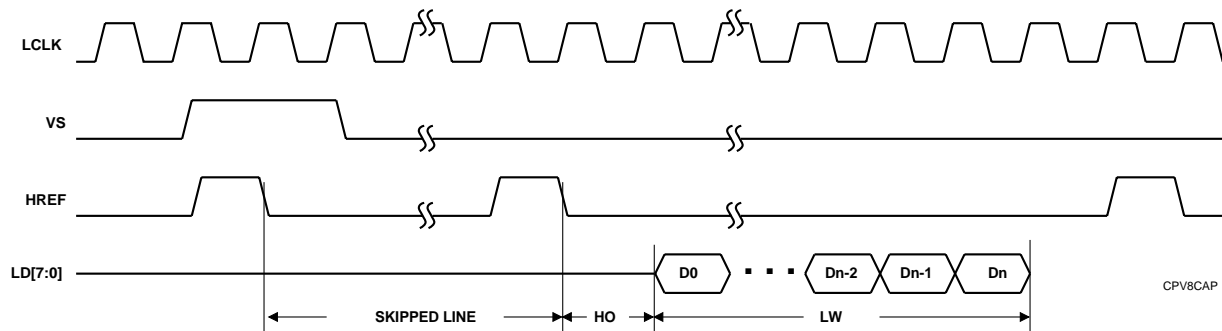 LCLK
VS
HREF
LD[7:0]
D0
Dn-2
Dn-1
Dn
CPV8CAP
SKIPPED LINE
HO
LW